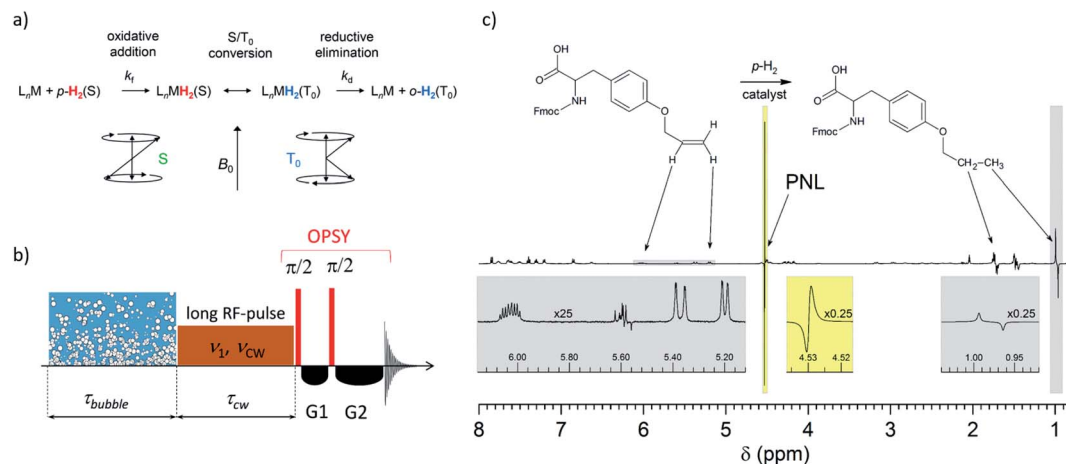 a)
oxidative
addition
S/T₀
conversion
reductive
elimination
kf
kd
LₙM + p-H₂(S)
LₙMH₂(S)
LₙMH₂(T₀)
LₙM + o-H₂(T₀)
S
B₀
T₀
b)
OPSY
π/2 π/2
long RF-pulse
ν₁, νCW
τbubble
τcw
G1 G2
c)
O
OH
Fmoc
NH
O
H
H
H
p-H₂
catalyst
OH
O
NH
Fmoc
O
CH₂-CH₃
PNL
x25
6.00 5.80 5.60 5.40 5.20
x0.25
4.53 4.52
x0.25
1.00 0.95
8 7 6 5 4 3 2 1
δ (ppm)